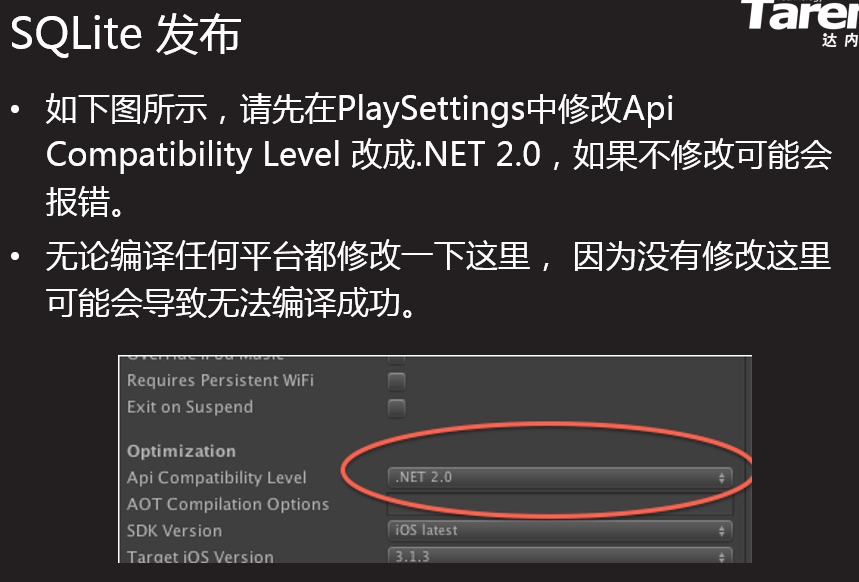 SQLite 发布
达内
• 如下图所示，请先在PlaySettings中修改Api
Compatibility Level 改成.NET 2.0，如果不修改可能会
报错。
• 无论编译任何平台都修改一下这里， 因为没有修改这里
可能会导致无法编译成功。
Override iPod Music
Requires Persistent WiFi
Exit on Suspend
Optimization
Api Compatibility Level .NET 2.0
AOT Compilation Options
SDK Version iOS latest
Target iOS Version 3.1.3